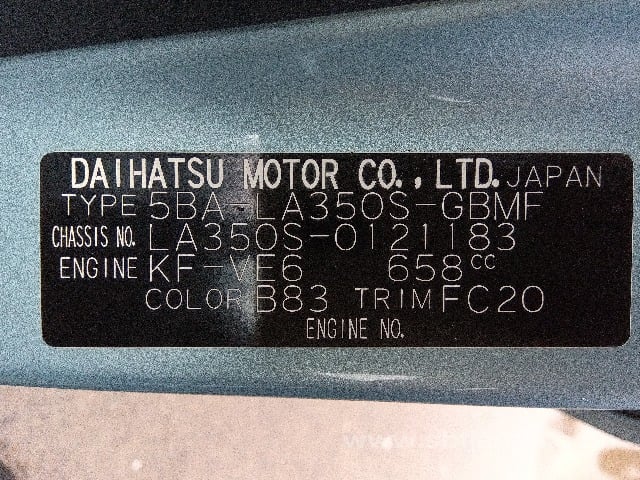 DAIHATSU MOTOR CO., LTD. JAPAN
TYPE 5BA-LA350S-GBMF
CHASSIS NO. LA350S-0121183
ENGINE KF-VE6 658cc
COLOR B83 TRIM FC20
ENGINE NO.